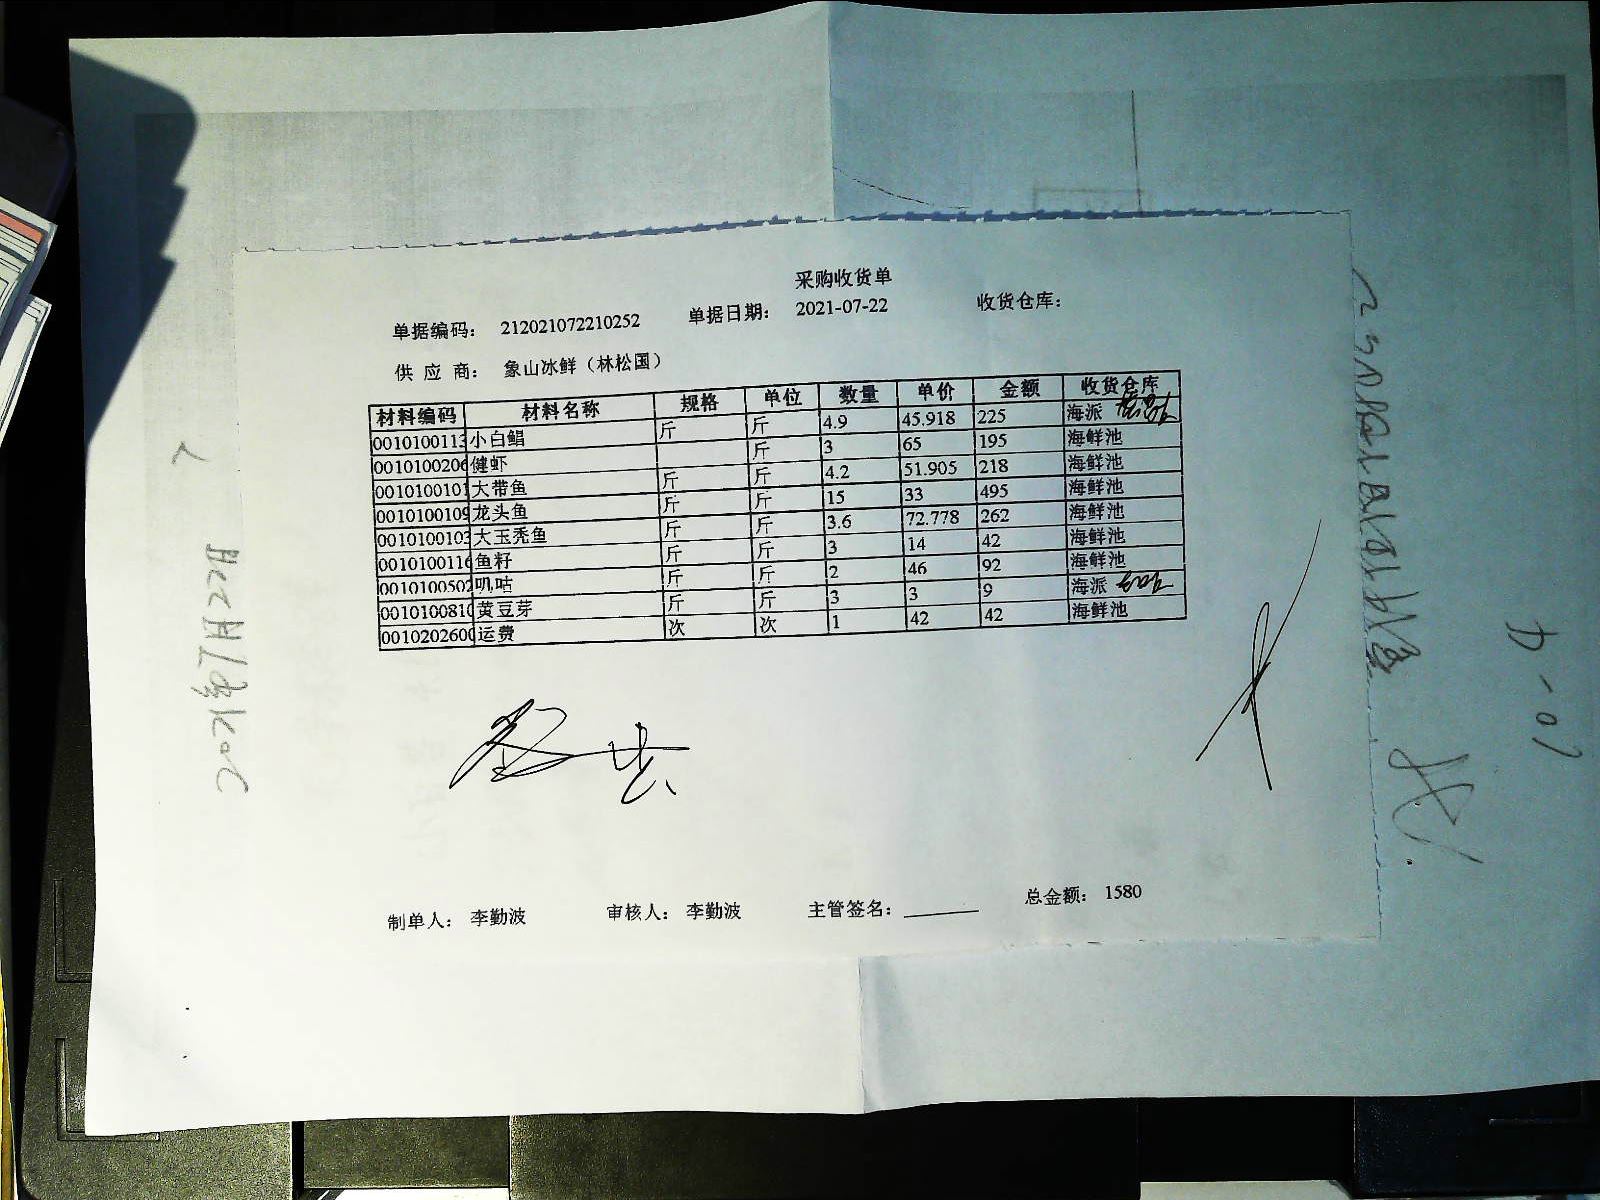 采购收货单
单据编码： 212021072210252 单据日期： 2021-07-22 收货仓库：
供 应 商： 象山冰鲜（林松国）
材料编码 材料名称 规格 单位 数量 单价 金额 收货仓库
0010100113 小白鲳 斤 斤 4.9 45.918 225 海派
0010100206 健虾 斤 3 65 195 海鲜池
0010100101 大带鱼 斤 斤 4.2 51.905 218 海鲜池
0010100109 龙头鱼 斤 斤 15 33 495 海鲜池
0010100103 大玉秃鱼 斤 斤 3.6 72.778 262 海鲜池
0010100116 鱼籽 斤 斤 3 14 42 海鲜池
0010100502 叽咕 斤 斤 2 46 92 海鲜池
0010100810 黄豆芽 斤 斤 3 3 9 海派
0010202600 运费 次 次 1 42 42 海鲜池
制单人： 李勤波 审核人： 李勤波 主管签名： 总金额： 1580